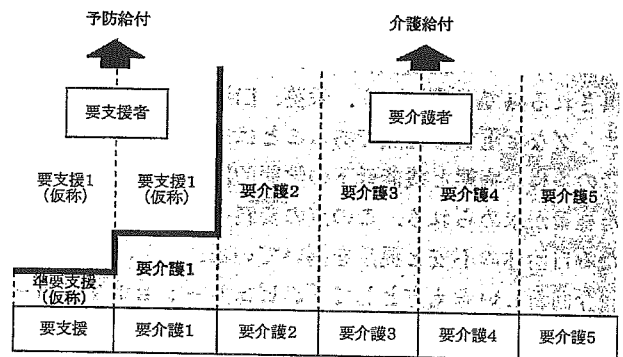 予防給付
介護給付
要支援者
要介護者
要支援1
(仮称)
要支援1
(仮称)
要介護2
要介護3
要介護4
要介護5
準要支援
(仮称)
要介護1
要支援
要介護1
要介護2
要介護3
要介護4
要介護5